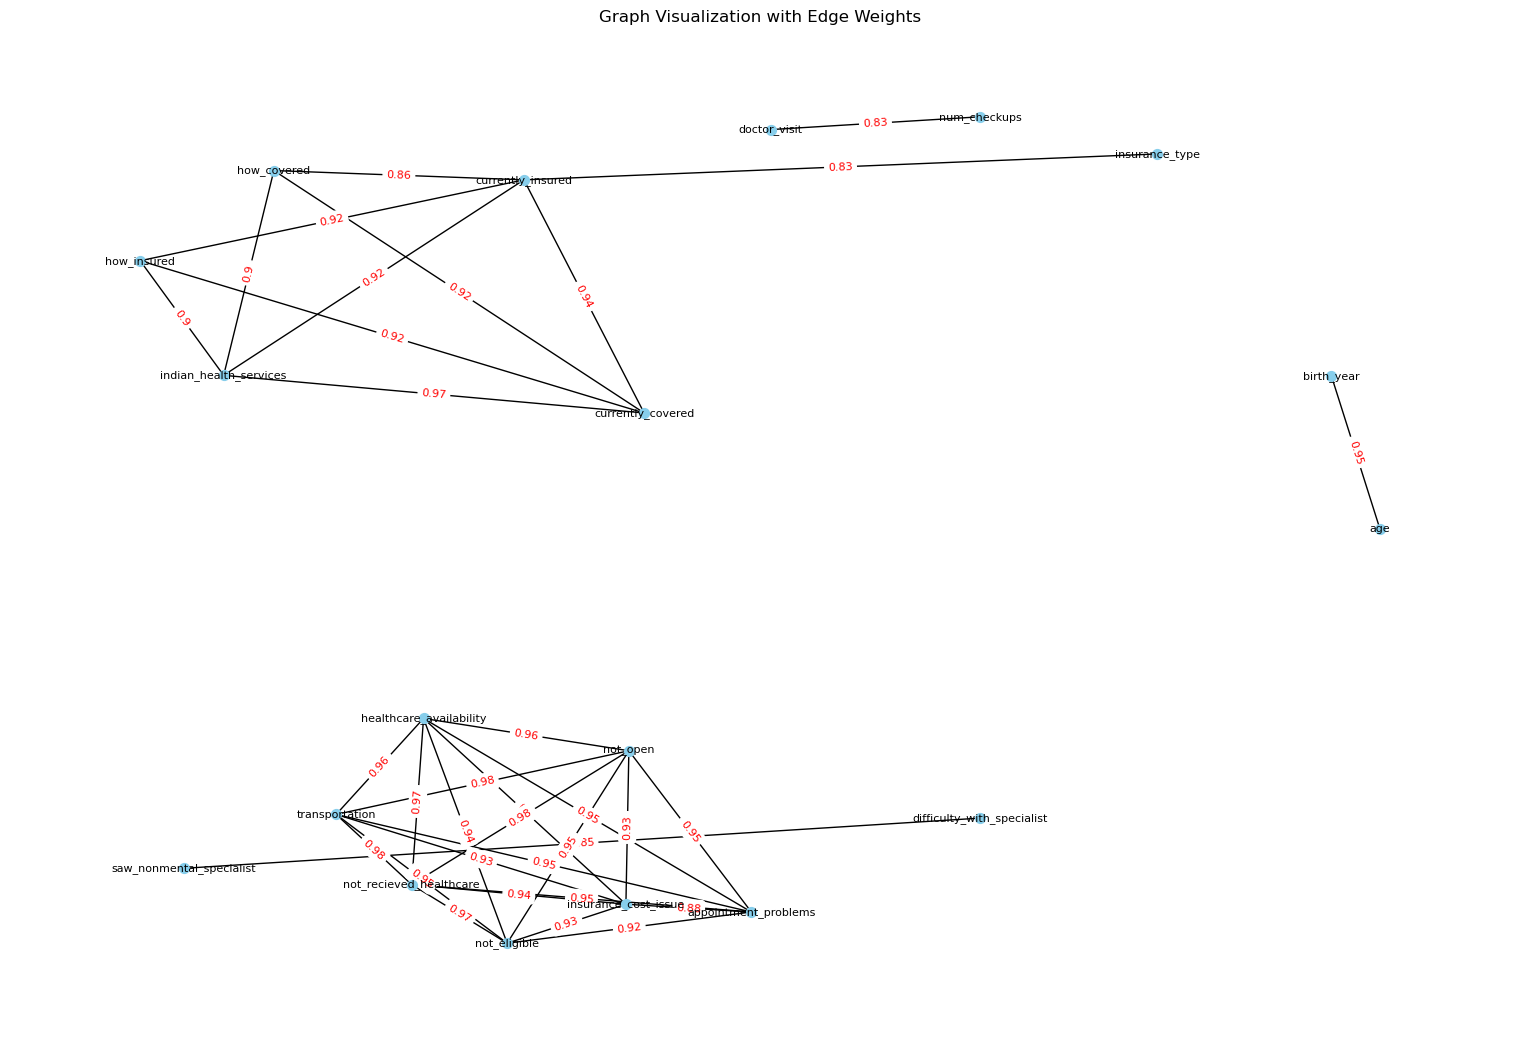 Graph Visualization with Edge Weights
num_checkups
doctor_visit
0.83
insurance_type
0.83
how_covered
0.86
currently_insured
0.92
how_insured
0.9
0.92
0.92
0.94
0.9
0.92
indian_health_services
0.97
currently_covered
birth_year
0.95
age
healthcare_availability
0.96
not_open
0.96
0.98
0.97
0.98
0.95
transportation
difficulty_with_specialist
0.94
0.93
0.95
0.95
85
0.98
0.93
0.95
saw_nonmental_specialist
not_recieved_healthcare
0.94
0.95
insurance_cost_issue
0.88
appointment_problems
0.97
0.93
0.92
not_eligible